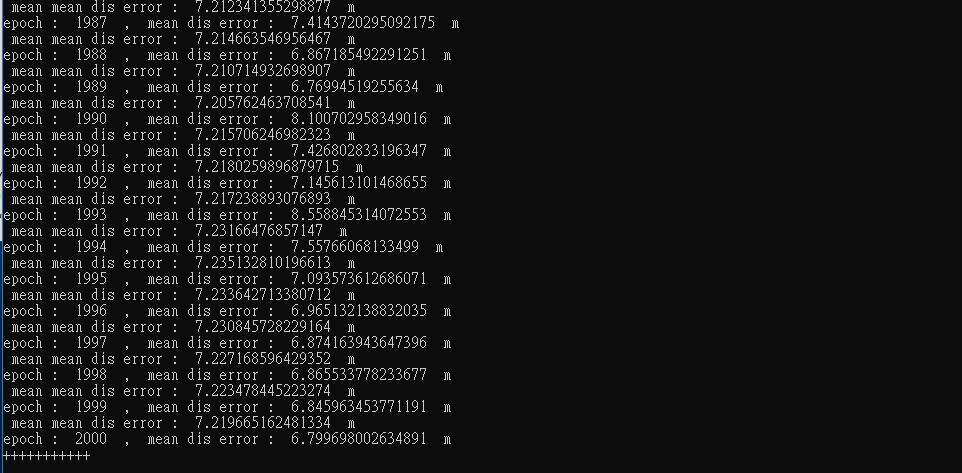 mean mean dis error :  7.212341355298877  m
epoch :  1987  ,  mean dis error :  7.4143720295092175  m
mean mean dis error :  7.214663546956467  m
epoch :  1988  ,  mean dis error :  6.867185492291251  m
mean mean dis error :  7.210714932698907  m
epoch :  1989  ,  mean dis error :  6.76994519255634  m
mean mean dis error :  7.205762463708541  m
epoch :  1990  ,  mean dis error :  8.100702958349016  m
mean mean dis error :  7.215706246982323  m
epoch :  1991  ,  mean dis error :  7.426802833196347  m
mean mean dis error :  7.2180259896879715  m
epoch :  1992  ,  mean dis error :  7.145613101468655  m
mean mean dis error :  7.217238893076893  m
epoch :  1993  ,  mean dis error :  8.558845314072553  m
mean mean dis error :  7.23166476857147  m
epoch :  1994  ,  mean dis error :  7.55766068133499  m
mean mean dis error :  7.235132810196613  m
epoch :  1995  ,  mean dis error :  7.093573612686071  m
mean mean dis error :  7.233642713380712  m
epoch :  1996  ,  mean dis error :  6.965132138832035  m
mean mean dis error :  7.230845728229164  m
epoch :  1997  ,  mean dis error :  6.874163943647396  m
mean mean dis error :  7.227168596429352  m
epoch :  1998  ,  mean dis error :  6.865533778233677  m
mean mean dis error :  7.223478445223274  m
epoch :  1999  ,  mean dis error :  6.845963453771191  m
mean mean dis error :  7.219665162481334  m
epoch :  2000  ,  mean dis error :  6.799698002634891  m
+++++++++++